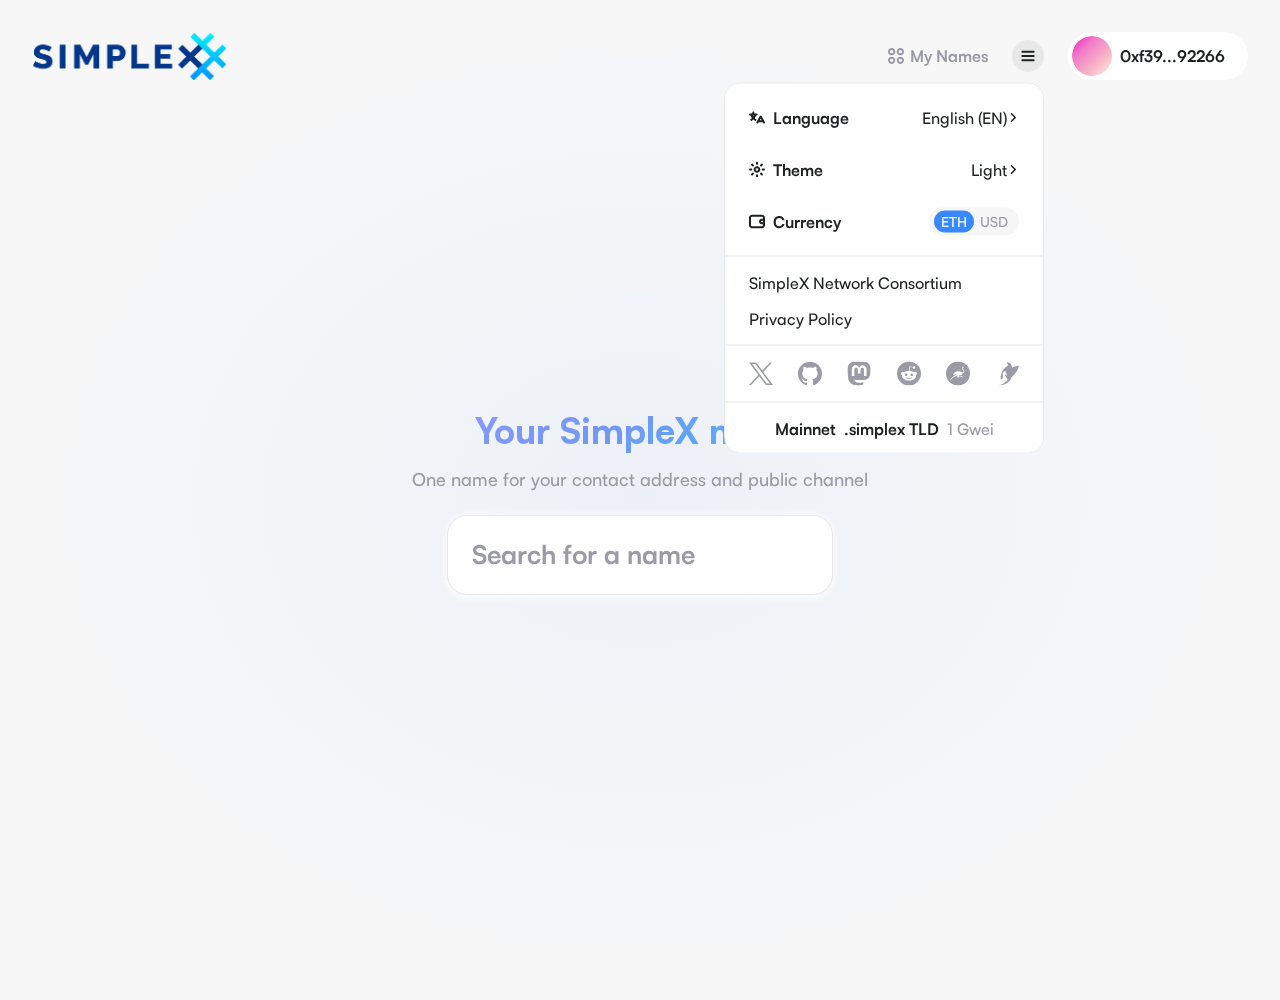 SIMPLEX
My Names
0xf39...92266
Language English (EN)
Theme Light
Currency ETH USD
SimpleX Network Consortium
Privacy Policy
Mainnet .simplex TLD 1 Gwei
Your SimpleX
One name for your contact address and public channel
Search for a name